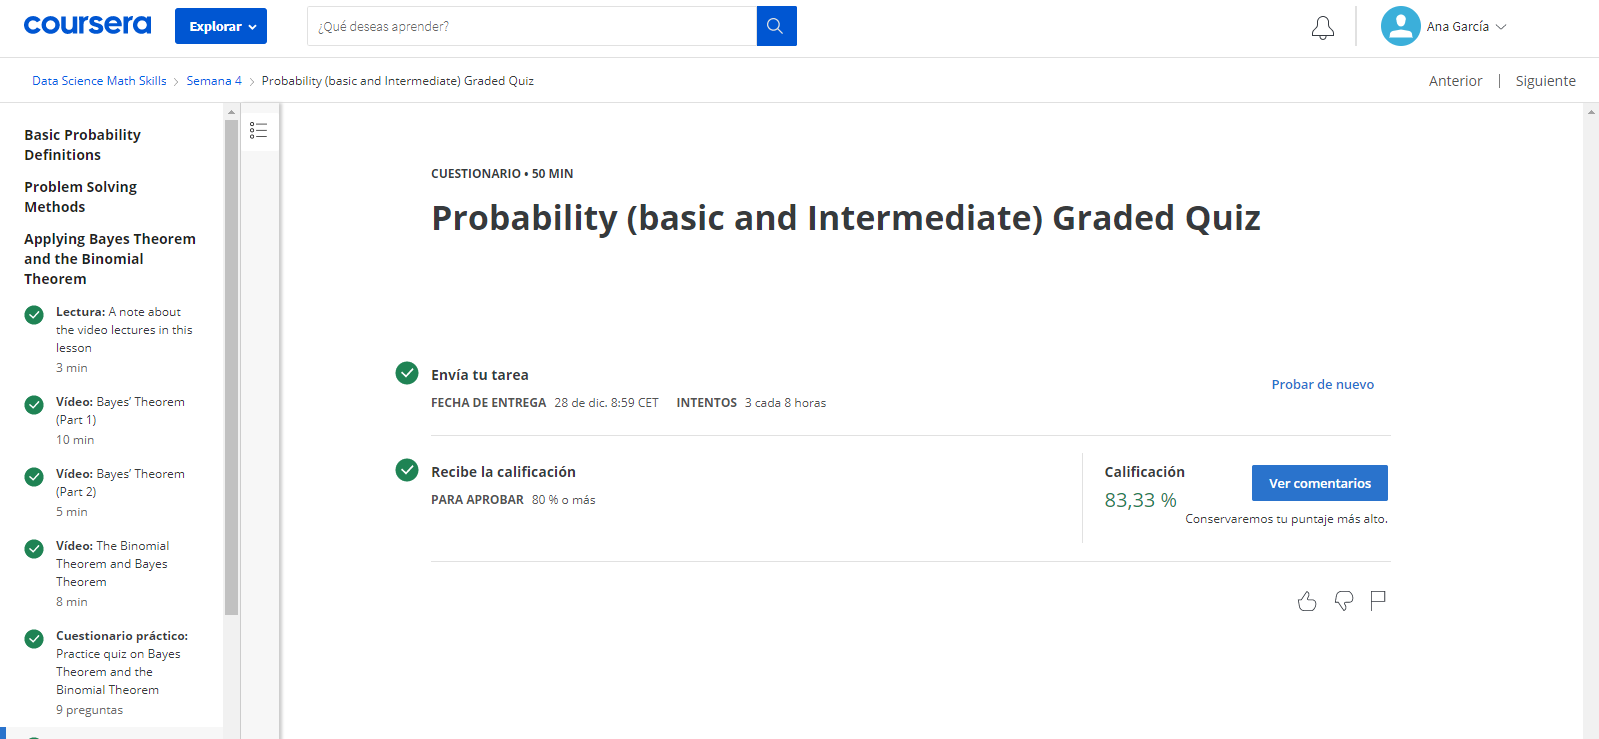 coursera
Explorar
¿Qué deseas aprender?
Ana García
Data Science Math Skills
Semana 4
Probability (basic and Intermediate) Graded Quiz
Anterior | Siguiente
Basic Probability
Definitions
Problem Solving
Methods
Applying Bayes Theorem
and the Binomial
Theorem
Lectura: A note about
the video lectures in this
lesson
3 min
Vídeo: Bayes’ Theorem
(Part 1)
10 min
Vídeo: Bayes’ Theorem
(Part 2)
5 min
Vídeo: The Binomial
Theorem and Bayes
Theorem
8 min
Cuestionario práctico:
Practice quiz on Bayes
Theorem and the
Binomial Theorem
9 preguntas
CUESTIONARIO • 50 MIN
Probability (basic and Intermediate) Graded Quiz
Envía tu tarea
FECHA DE ENTREGA 28 de dic. 8:59 CET INTENTOS 3 cada 8 horas
Probar de nuevo
Recibe la calificación
PARA APROBAR 80 % o más
Calificación
83,33 %
Ver comentarios
Conservaremos tu puntaje más alto.